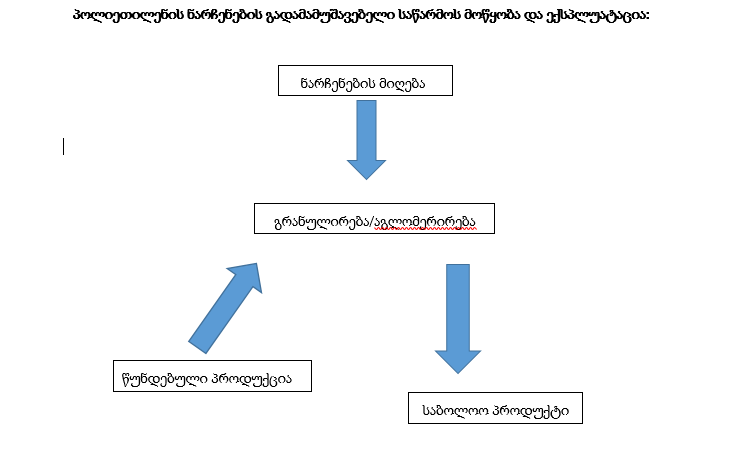 პოლიეთილენის ნარჩენების გადამამუშავებელი საწარმოს მოწყობა და ექსპლუატაცია:
ნარჩენების მიღება
გრანულირება/აგლომერირება
წუნდებული პროდუქცია
საბოლოო პროდუქტი